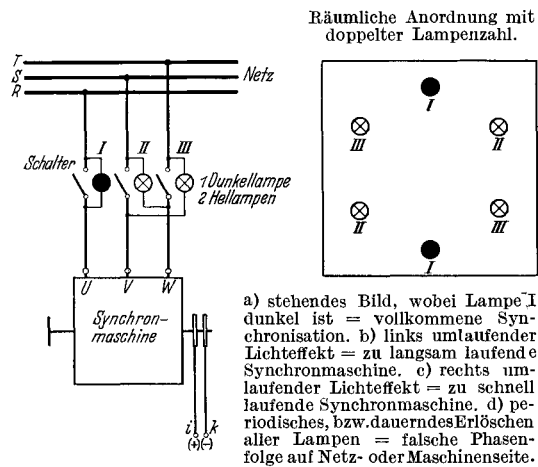 Räumliche Anordnung mit
doppelter Lampenzahl.
T
S
R
Netz
Schalter
I
II
III
1 Dunkellampe
2 Hellampen
U
V
W
Synchron-
maschine
i
k
(+)
(-)
I
III
II
II
III
I
a) stehendes Bild, wobei Lampe I
dunkel ist = vollkommene Syn-
chronisation. b) links umlaufender
Lichteffekt = zu langsam laufende
Synchronmaschine. c) rechts um-
laufender Lichteffekt = zu schnell
laufende Synchronmaschine. d) pe-
riodisches, bzw. dauerndes Erlöschen
aller Lampen = falsche Phasen-
folge auf Netz- oder Maschinenseite.